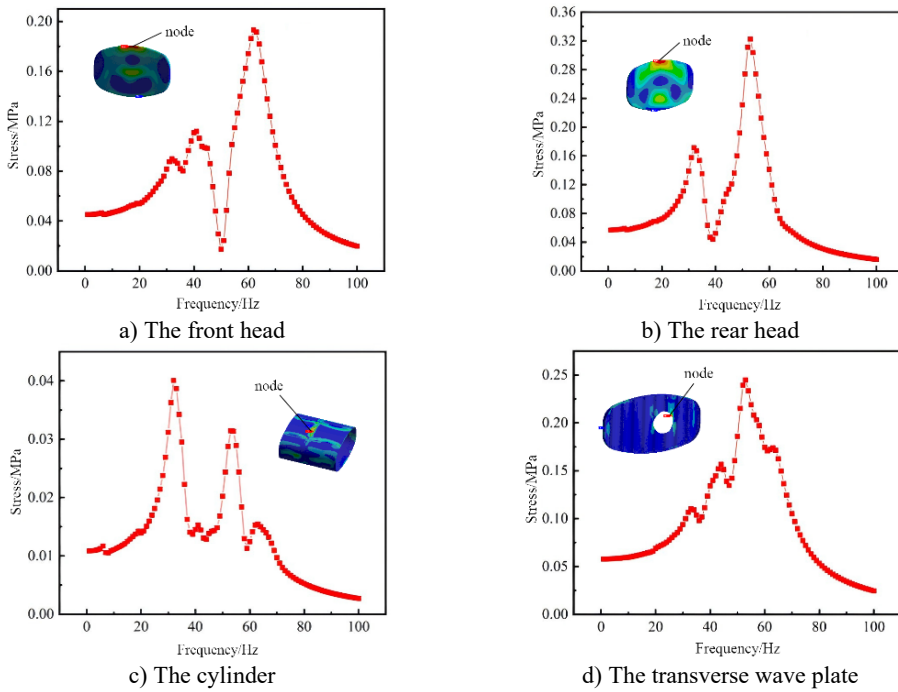 0.20
0.16
0.12
0.08
0.04
0.00
Stress/MPa
node
0 20 40 60 80 100
Frequency/Hz
a) The front head
0.36
0.32
0.28
0.24
0.20
0.16
0.12
0.08
0.04
0.00
Stress/MPa
node
0 20 40 60 80 100
Frequency/Hz
b) The rear head
0.04
0.03
0.02
0.01
0.00
Stress/MPa
node
0 20 40 60 80 100
Frequency/Hz
c) The cylinder
0.25
0.20
0.15
0.10
0.05
0.00
Stress/MPa
node
0 20 40 60 80 100
Frequency/Hz
d) The transverse wave plate